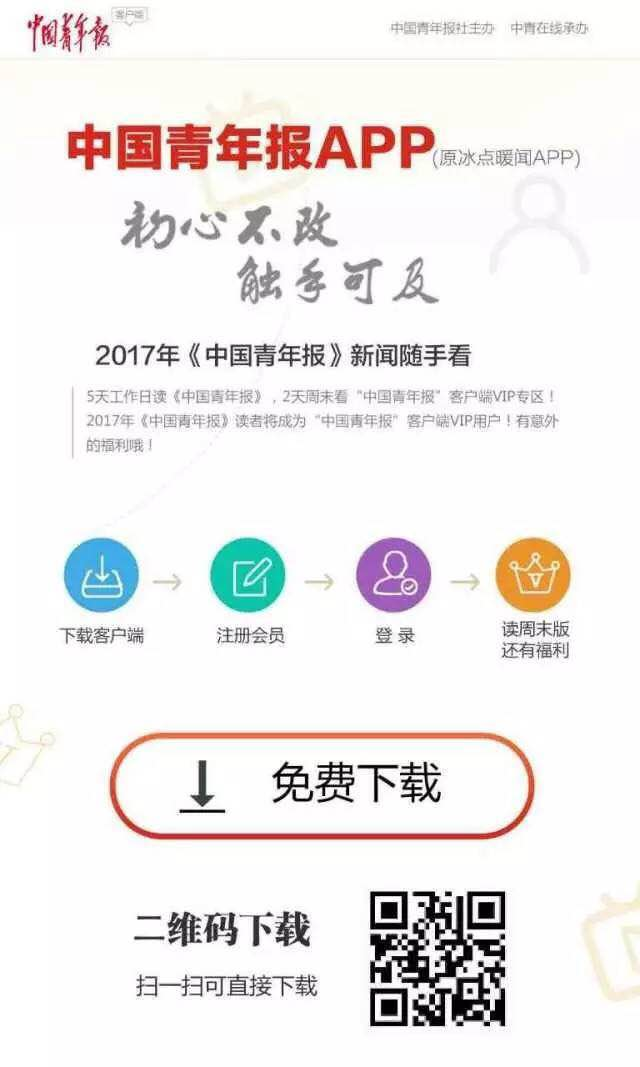 中国青年报
客户端
中国青年报社主办 中青在线承办
中国青年报APP(原冰点暖闻APP)
初心不改
触手可及
2017年《中国青年报》新闻随手看
5天工作日读《中国青年报》，2天周末看“中国青年报”客户端VIP专区！
2017年《中国青年报》读者将成为“中国青年报”客户端VIP用户！有意外
的福利哦！
下载客户端
注册会员
登 录
读周末版
还有福利
免费下载
二维码下载
扫一扫可直接下载